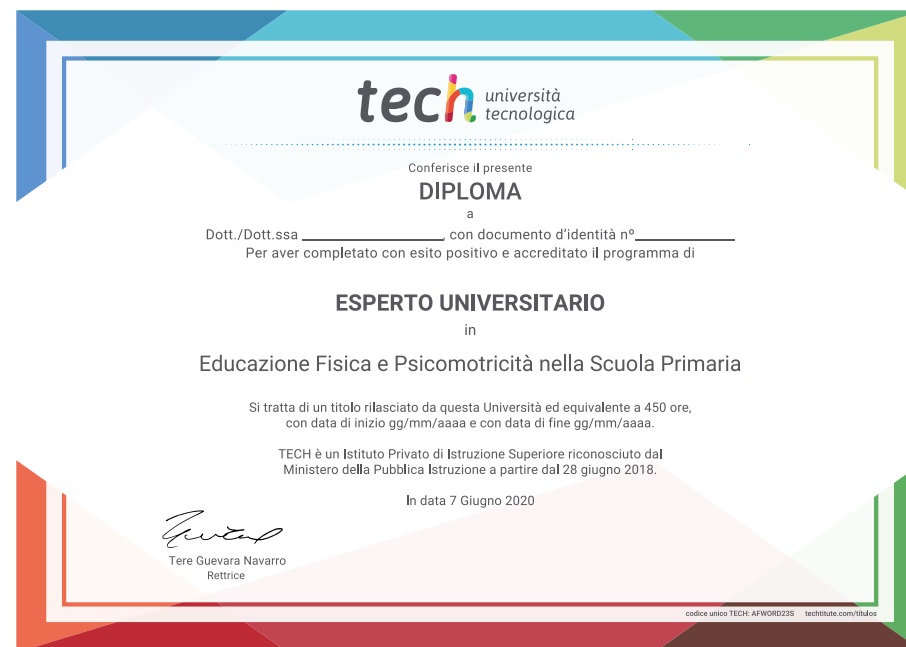 tech università
tecnologica
Conferisce il presente
DIPLOMA
a
Dott./Dott.ssa ____________________, con documento d'identità nº______________
Per aver completato con esito positivo e accreditato il programma di
ESPERTO UNIVERSITARIO
in
Educazione Fisica e Psicomotricità nella Scuola Primaria
Si tratta di un titolo rilasciato da questa Università ed equivalente a 450 ore,
con data di inizio gg/mm/aaaa e con data di fine gg/mm/aaaa.
TECH è un Istituto Privato di Istruzione Superiore riconosciuto dal
Ministero della Pubblica Istruzione a partire dal 28 giugno 2018.
In data 7 Giugno 2020
Tere Guevara Navarro
Rettrice
codice unico TECH: AFWORD23S techtitute.com/titulos